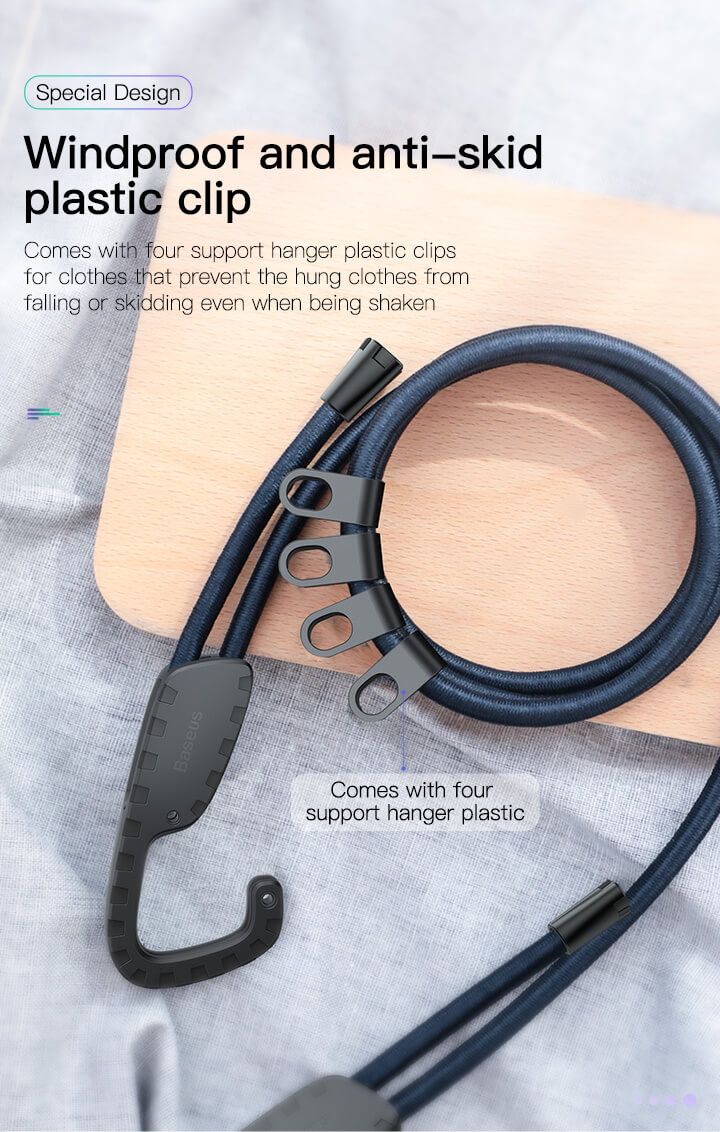 Special Design
Windproof and anti-skid
plastic clip
Comes with four support hanger plastic clips
for clothes that prevent the hung clothes from
falling or skidding even when being shaken
Baseus
Comes with four
support hanger plastic